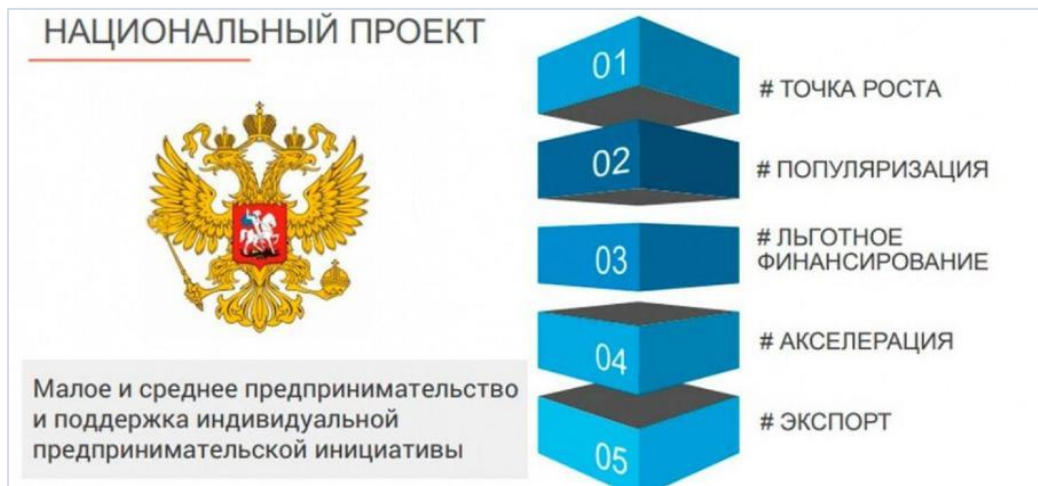 НАЦИОНАЛЬНЫЙ ПРОЕКТ
Малое и среднее предпринимательство
и поддержка индивидуальной
предпринимательской инициативы
01
# ТОЧКА РОСТА
02
# ПОПУЛЯРИЗАЦИЯ
03
# ЛЬГОТНОЕ
ФИНАНСИРОВАНИЕ
04
# АКСЕЛЕРАЦИЯ
05
# ЭКСПОРТ